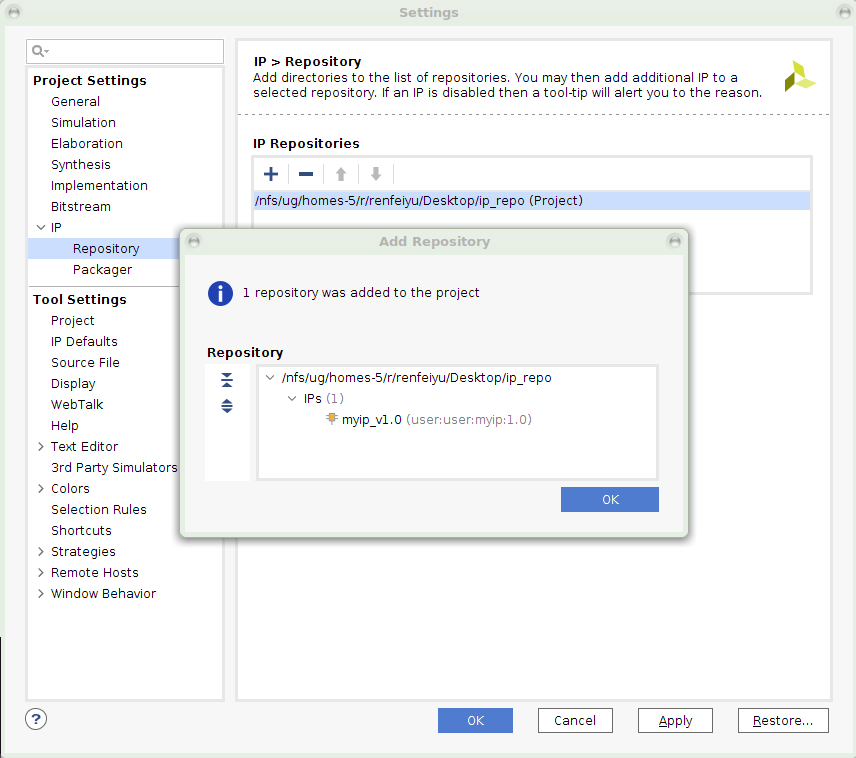 Settings
Project Settings
General
Simulation
Elaboration
Synthesis
Implementation
Bitstream
IP
Repository
Packager
Tool Settings
Project
IP Defaults
Source File
Display
WebTalk
Help
Text Editor
3rd Party Simulators
Colors
Selection Rules
Shortcuts
Strategies
Remote Hosts
Window Behavior
IP > Repository
Add directories to the list of repositories. You may then add additional IP to a
selected repository. If an IP is disabled then a tool-tip will alert you to the reason.
IP Repositories
/nfs/ug/homes-5/r/renfeiyu/Desktop/ip_repo (Project)
Add Repository
1 repository was added to the project
Repository
/nfs/ug/homes-5/r/renfeiyu/Desktop/ip_repo
IPs (1)
myip_v1.0 (user:user:myip:1.0)
OK
?
OK
Cancel
Apply
Restore...